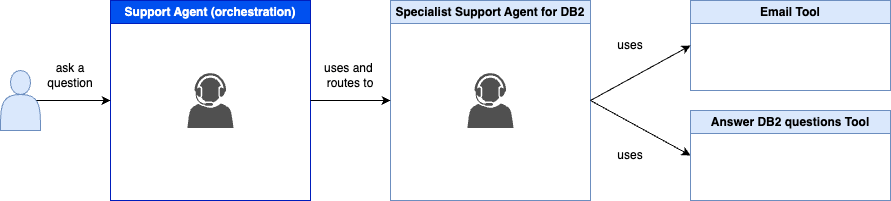 ask a
question
Support Agent (orchestration)
uses and
routes to
Specialist Support Agent for DB2
uses
uses
Email Tool
Answer DB2 questions Tool